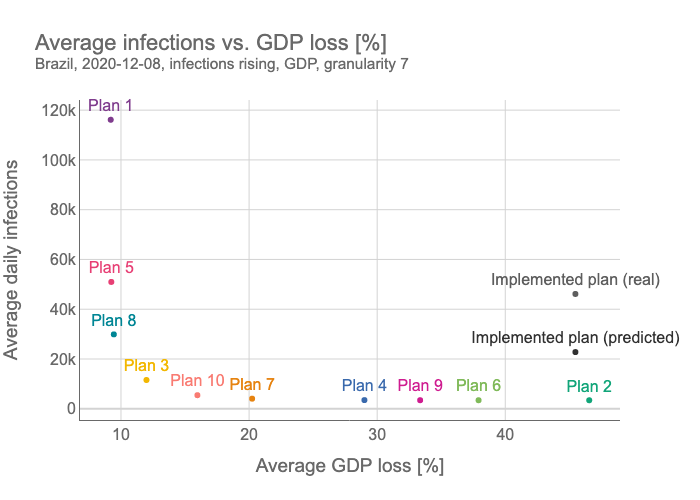 Average infections vs. GDP loss [%]
Brazil, 2020-12-08, infections rising, GDP, granularity 7
Average daily infections
120k
100k
80k
60k
40k
20k
0
Plan 1
Plan 5
Implemented plan (real)
Plan 8
Implemented plan (predicted)
Plan 3
Plan 10
Plan 7
Plan 4
Plan 9
Plan 6
Plan 2
10
20
30
40
Average GDP loss [%]